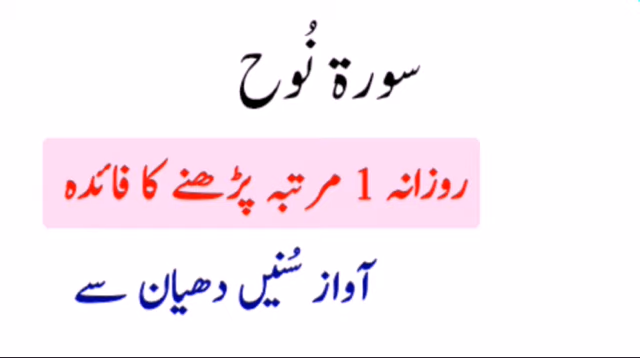 سورۃ نُوح
روزانہ 1 مرتبہ پڑھنے کا فائدہ
آواز سُنیں دھیان سے